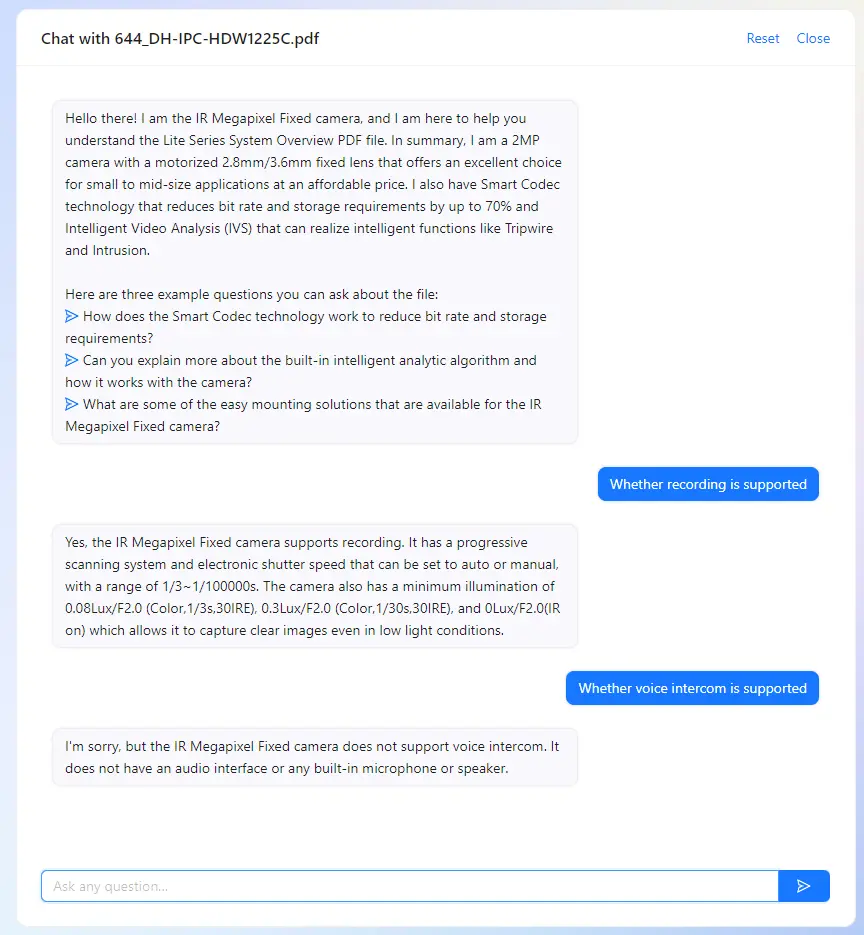 Chat with 644_DH-IPC-HDW1225C.pdf
Reset
Close
Hello there! I am the IR Megapixel Fixed camera, and I am here to help you
understand the Lite Series System Overview PDF file. In summary, I am a 2MP
camera with a motorized 2.8mm/3.6mm fixed lens that offers an excellent choice
for small to mid-size applications at an affordable price. I also have Smart Codec
technology that reduces bit rate and storage requirements by up to 70% and
Intelligent Video Analysis (IVS) that can realize intelligent functions like Tripwire
and Intrusion.
Here are three example questions you can ask about the file:
How does the Smart Codec technology work to reduce bit rate and storage
requirements?
Can you explain more about the built-in intelligent analytic algorithm and
how it works with the camera?
What are some of the easy mounting solutions that are available for the IR
Megapixel Fixed camera?
Whether recording is supported
Yes, the IR Megapixel Fixed camera supports recording. It has a progressive
scanning system and electronic shutter speed that can be set to auto or manual,
with a range of 1/3~1/100000s. The camera also has a minimum illumination of
0.08Lux/F2.0 (Color,1/3s,30IRE), 0.3Lux/F2.0 (Color,1/30s,30IRE), and 0Lux/F2.0(IR
on) which allows it to capture clear images even in low light conditions.
Whether voice intercom is supported
I'm sorry, but the IR Megapixel Fixed camera does not support voice intercom. It
does not have an audio interface or any built-in microphone or speaker.
Ask any question...